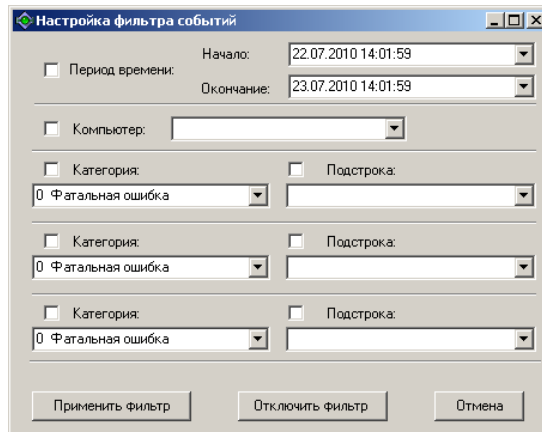 Настройка фильтра событий
Начало: 22.07.2010 14:01:59
Период времени:
Окончание: 23.07.2010 14:01:59
Компьютер:
Категория: Подстрока:
0 Фатальная ошибка
Категория: Подстрока:
0 Фатальная ошибка
Категория: Подстрока:
0 Фатальная ошибка
Применить фильтр Отключить фильтр Отмена